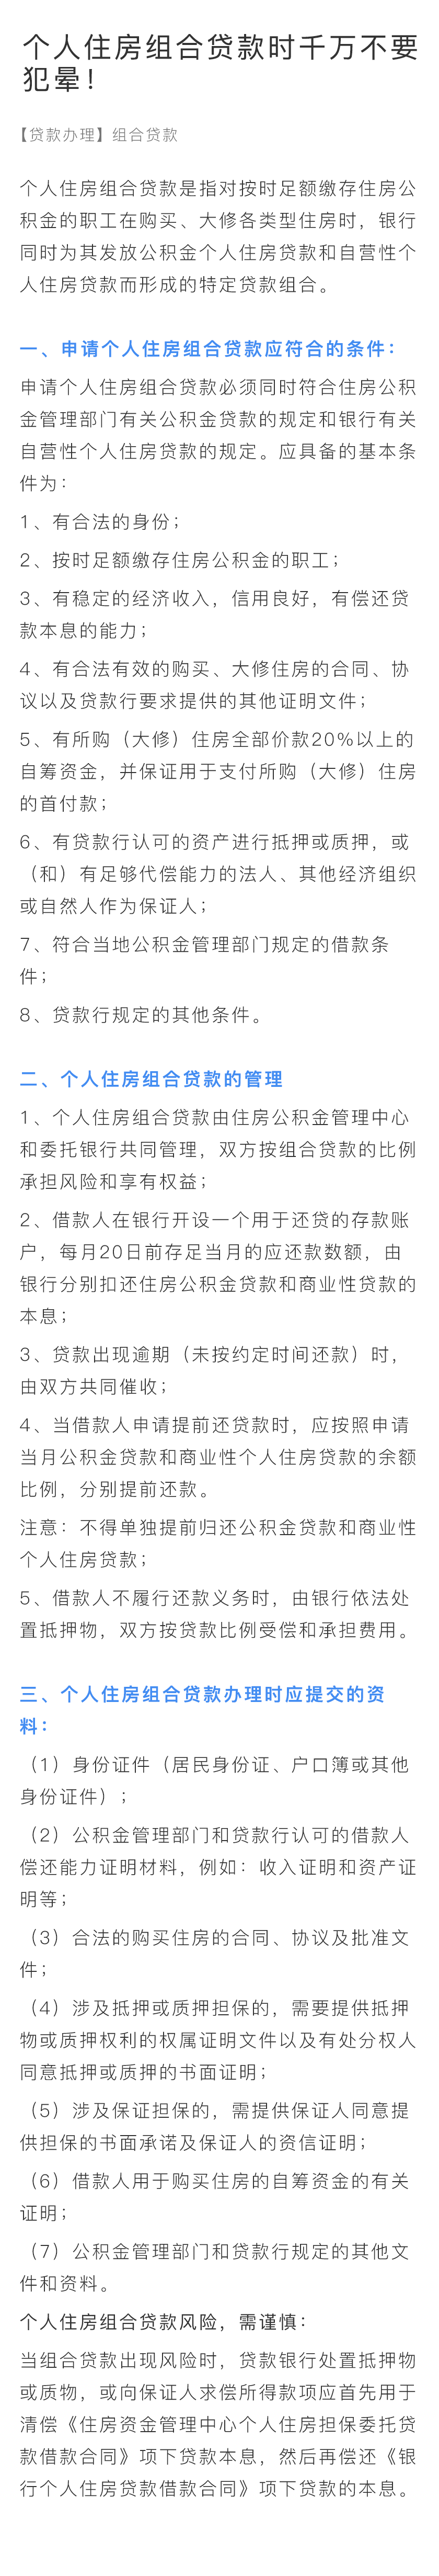 个人住房组合贷款时千万不要
犯晕！
【贷款办理】组合贷款
个人住房组合贷款是指对按时足额缴存住房公
积金的职工在购买、大修各类型住房时，银行
同时为其发放公积金个人住房贷款和自营性个
人住房贷款而形成的特定贷款组合。
一、申请个人住房组合贷款应符合的条件：
申请个人住房组合贷款必须同时符合住房公积
金管理部门有关公积金贷款的规定和银行有关
自营性个人住房贷款的规定。应具备的基本条
件为：
1、有合法的身份；
2、按时足额缴存住房公积金的职工；
3、有稳定的经济收入，信用良好，有偿还贷
款本息的能力；
4、有合法有效的购买、大修住房的合同、协
议以及贷款行要求提供的其他证明文件；
5、有所购（大修）住房全部价款20%以上的
自筹资金，并保证用于支付所购（大修）住房
的首付款；
6、有贷款行认可的资产进行抵押或质押，或
（和）有足够代偿能力的法人、其他经济组织
或自然人作为保证人；
7、符合当地公积金管理部门规定的借款条
件；
8、贷款行规定的其他条件。
二、个人住房组合贷款的管理
1、个人住房组合贷款由住房公积金管理中心
和委托银行共同管理，双方按组合贷款的比例
承担风险和享有权益；
2、借款人在银行开设一个用于还贷的存款账
户，每月20日前存足当月的应还款数额，由
银行分别扣还住房公积金贷款和商业性贷款的
本息；
3、贷款出现逾期（未按约定时间还款）时，
由双方共同催收；
4、当借款人申请提前还贷款时，应按照申请
当月公积金贷款和商业性个人住房贷款的余额
比例，分别提前还款。
注意：不得单独提前归还公积金贷款和商业性
个人住房贷款；
5、借款人不履行还款义务时，由银行依法处
置抵押物，双方按贷款比例受偿和承担费用。
三、个人住房组合贷款办理时应提交的资
料：
（1）身份证件（居民身份证、户口簿或其他
身份证件）；
（2）公积金管理部门和贷款行认可的借款人
偿还能力证明材料，例如：收入证明和资产证
明等；
（3）合法的购买住房的合同、协议及批准文
件；
（4）涉及抵押或质押担保的，需要提供抵押
物或质押权利的权属证明文件以及有处分权人
同意抵押或质押的书面证明；
（5）涉及保证担保的，需提供保证人同意提
供担保的书面承诺及保证人的资信证明；
（6）借款人用于购买住房的自筹资金的有关
证明；
（7）公积金管理部门和贷款行规定的其他文
件和资料。
个人住房组合贷款风险，需谨慎：
当组合贷款出现风险时，贷款银行处置抵押物
或质物，或向保证人求偿所得款项应首先用于
清偿《住房资金管理中心个人住房担保委托贷
款借款合同》项下贷款本息，然后再偿还《银
行个人住房贷款借款合同》项下贷款的本息。